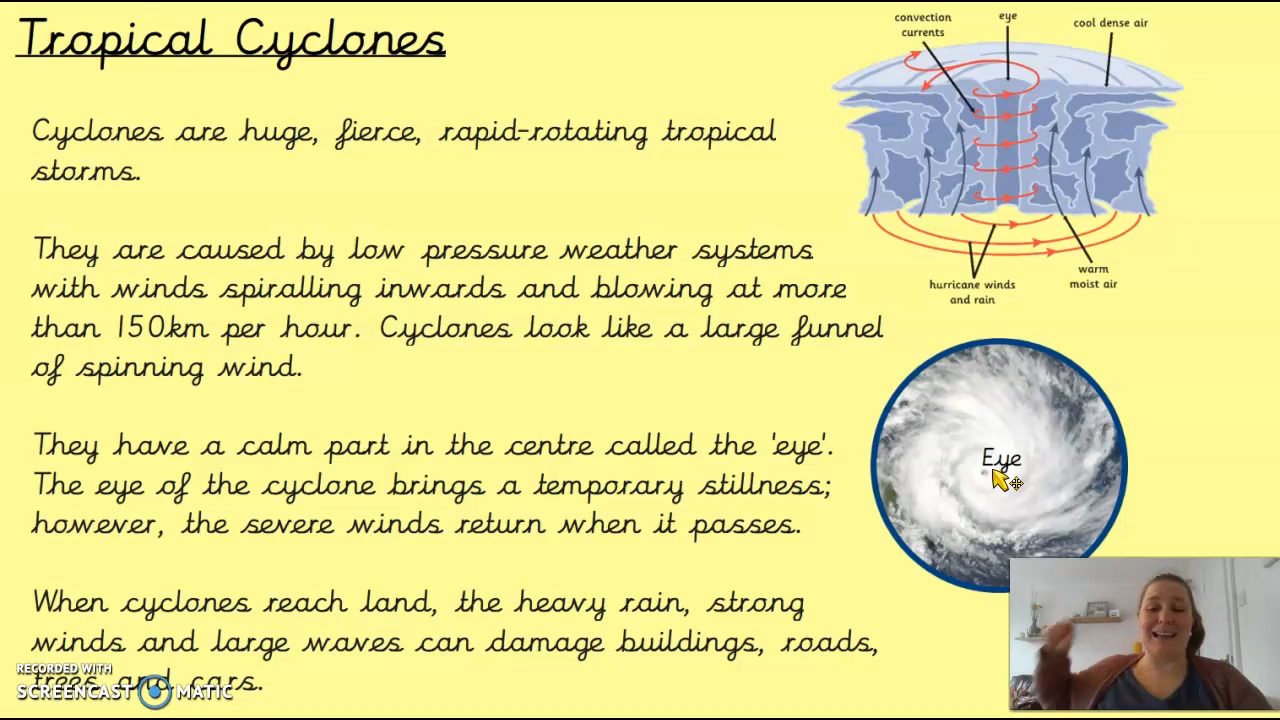 Tropical Cyclones
Cyclones are huge, fierce, rapid-rotating tropical
storms.
They are caused by low pressure weather systems
with winds spiralling inwards and blowing at more
than 150km per hour. Cyclones look like a large funnel
of spinning wind.
They have a calm part in the centre called the 'eye'.
The eye of the cyclone brings a temporary stillness;
however, the severe winds return when it passes.
When cyclones reach land, the heavy rain, strong
winds and large waves can damage buildings, roads,
trees and cars.
convection
currents
eye
cool dense air
hurricane winds
and rain
warm
moist air
Eye
RECORDED WITH
SCREENCAST MATIC